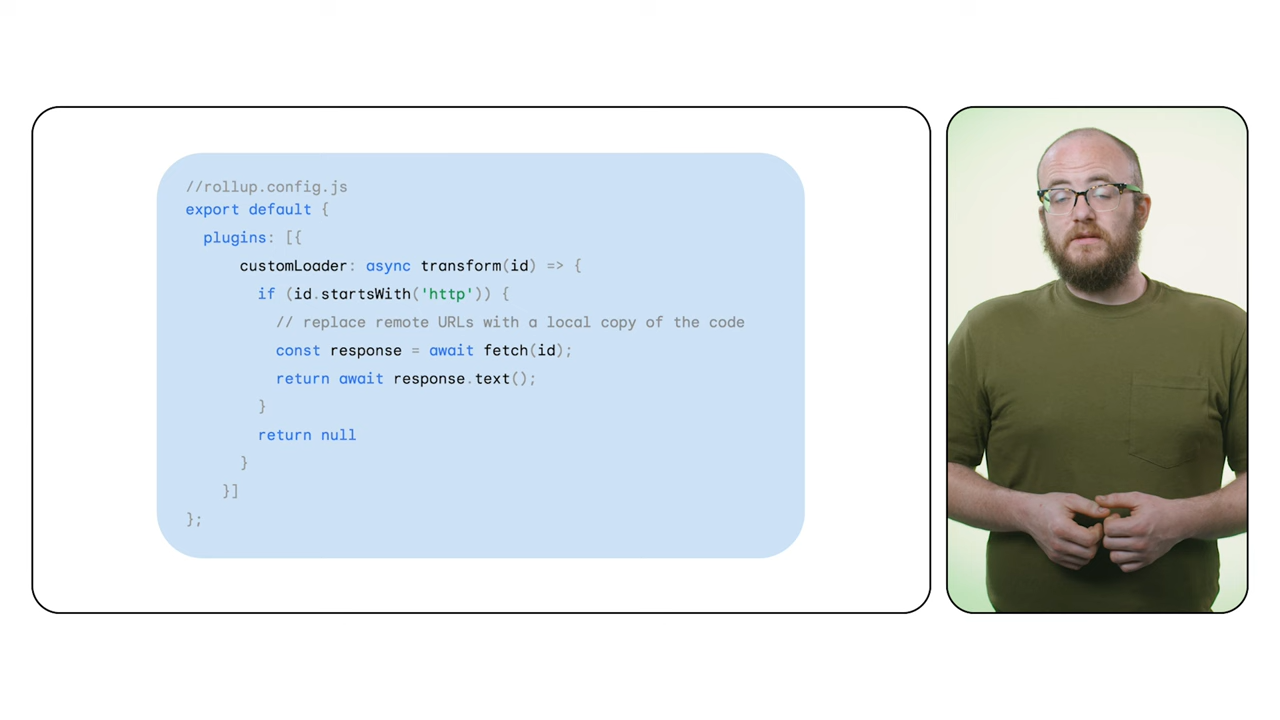 //rollup.config.js
export default {
plugins: [{
customLoader: async transform(id) => {
if (id.startsWith('http')) {
// replace remote URLs with a local copy of the code
const response = await fetch(id);
return await response.text();
}
return null
}
}]
};